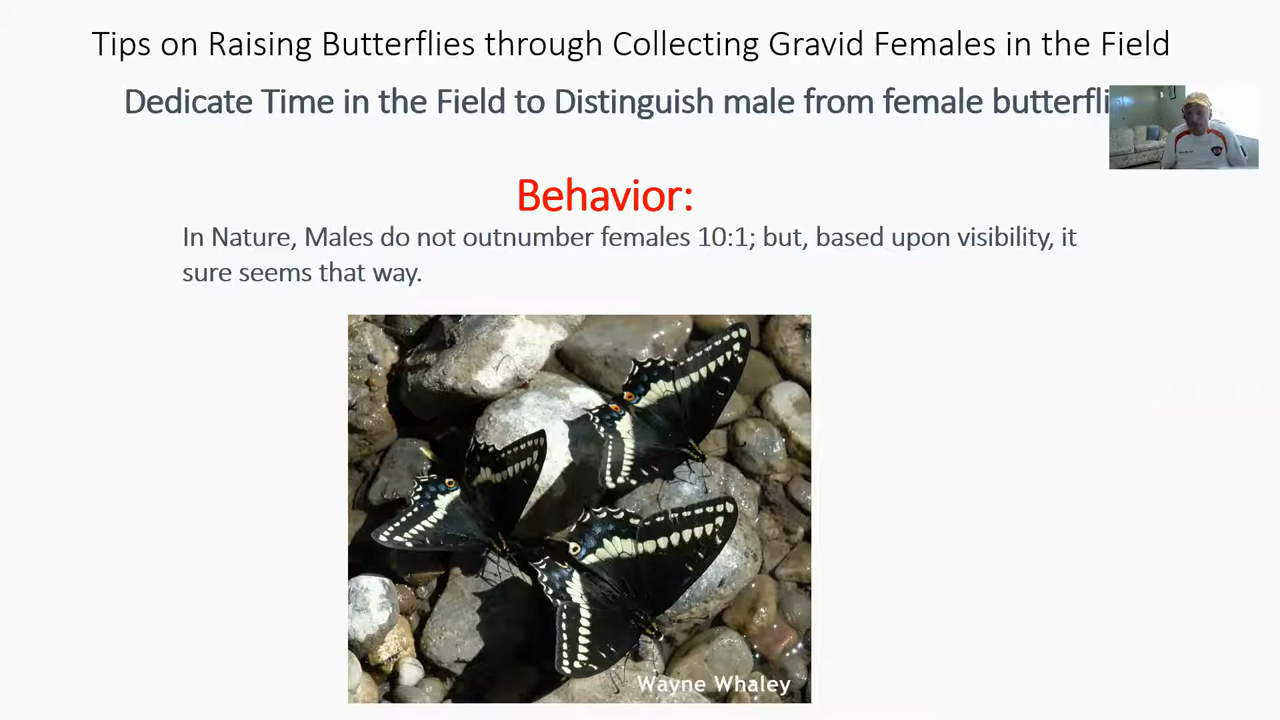 Tips on Raising Butterflies through Collecting Gravid Females in the Field
Dedicate Time in the Field to Distinguish male from female
Behavior:
In Nature, Males do not outnumber females 10:1; but, based upon visibility, it
sure seems that way.
Wayne Whaley